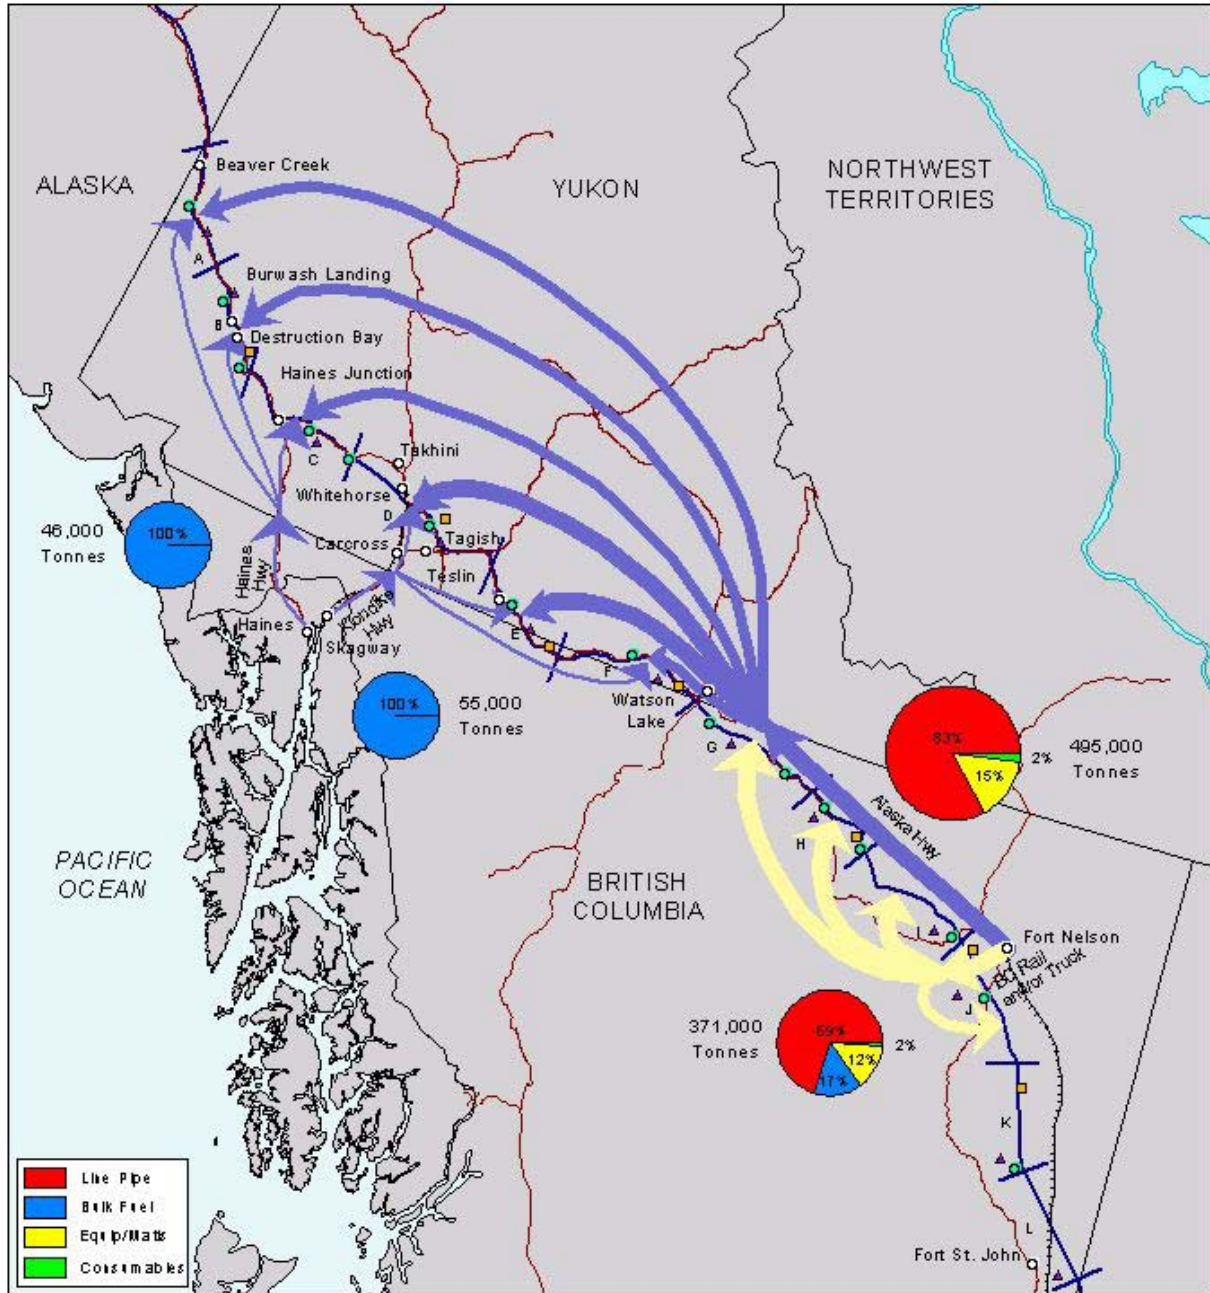 Beaver Creek
ALASKA
YUKON
NORTHWEST
TERRITORIES
A
Burwash Landing
B
Destruction Bay
Haines Junction
C
Takhini
Whitehorse
D
46,000
Tonnes
100%
Tagish
Carcross
Teslin
Haines
Hwy
Klondike
Hwy
Haines
Skagway
E
F
Watson
Lake
G
100%
55,000
Tonnes
83%
2%
15%
495,000
Tonnes
Alaska Hwy
H
PACIFIC
OCEAN
BRITISH
COLUMBIA
I
Fort Nelson
BC Rail
and/or Truck
J
371,000
Tonnes
69%
2%
12%
17%
K
L
Fort St. John
Line Pipe
Bulk Fuel
Equip/Matls
Consumables